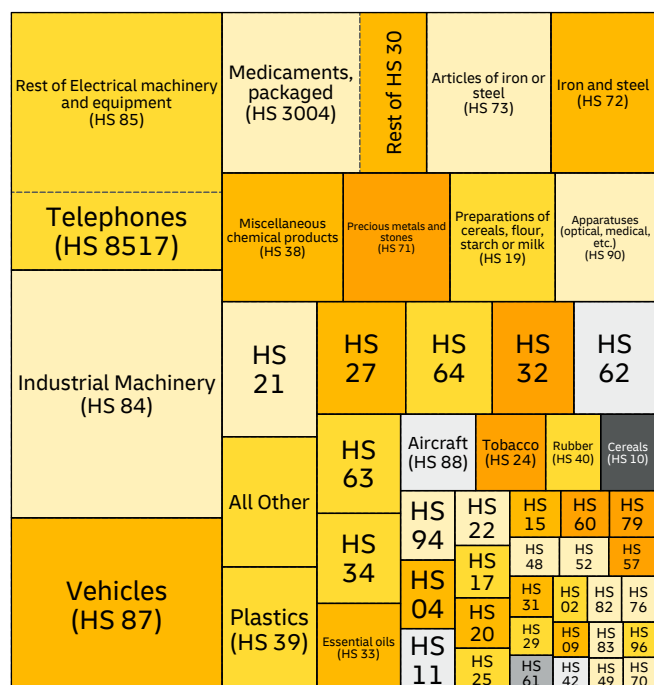 Rest of Electrical machinery
and equipment
(HS 85)
Telephones
(HS 8517)
Industrial Machinery
(HS 84)
Vehicles
(HS 87)
Medicaments,
packaged
(HS 3004)
Rest of HS 30
Articles of iron or
steel
(HS 73)
Iron and steel
(HS 72)
Miscellaneous
chemical products
(HS 38)
Precious metals and
stones
(HS 71)
Preparations of
cereals, flour,
starch or milk
(HS 19)
Apparatuses
(optical, medical,
etc.)
(HS 90)
HS
21
All Other
Plastics
(HS 39)
HS
27
HS
64
HS
32
HS
62
HS
63
HS
34
Essential oils
(HS 33)
Aircraft
(HS 88)
Tobacco
(HS 24)
Rubber
(HS 40)
Cereals
(HS 10)
HS
94
HS
04
HS
11
HS
22
HS
17
HS
20
HS
25
HS
15
HS
60
HS
79
HS
48
HS
52
HS
57
HS
31
HS
02
HS
82
HS
76
HS
29
HS
09
HS
83
HS
96
HS
61
HS
42
HS
49
HS
70